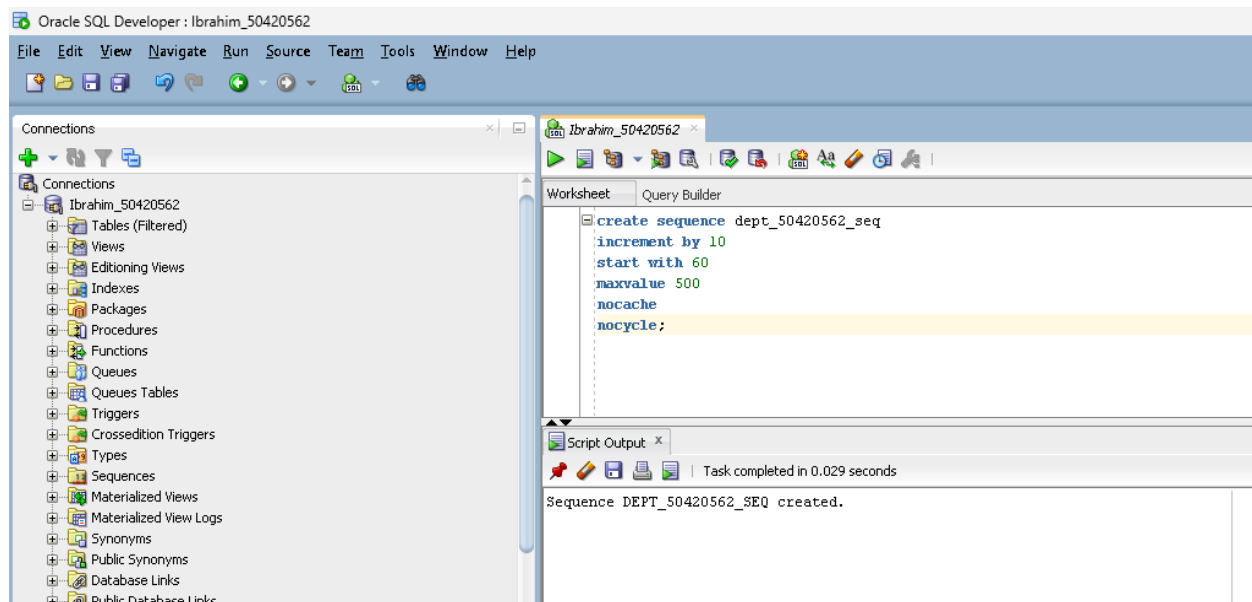 Oracle SQL Developer : Ibrahim_50420562
File Edit View Navigate Run Source Team Tools Window Help
Connections
Connections
Ibrahim_50420562
Tables (Filtered)
Views
Editioning Views
Indexes
Packages
Procedures
Functions
Queues
Queues Tables
Triggers
Crossedition Triggers
Types
Sequences
Materialized Views
Materialized View Logs
Synonyms
Public Synonyms
Database Links
Public Database Links
Ibrahim_50420562
Worksheet Query Builder
create sequence dept_50420562_seq
increment by 10
start with 60
maxvalue 500
nocache
nocycle;
Script Output
Task completed in 0.029 seconds
Sequence DEPT_50420562_SEQ created.